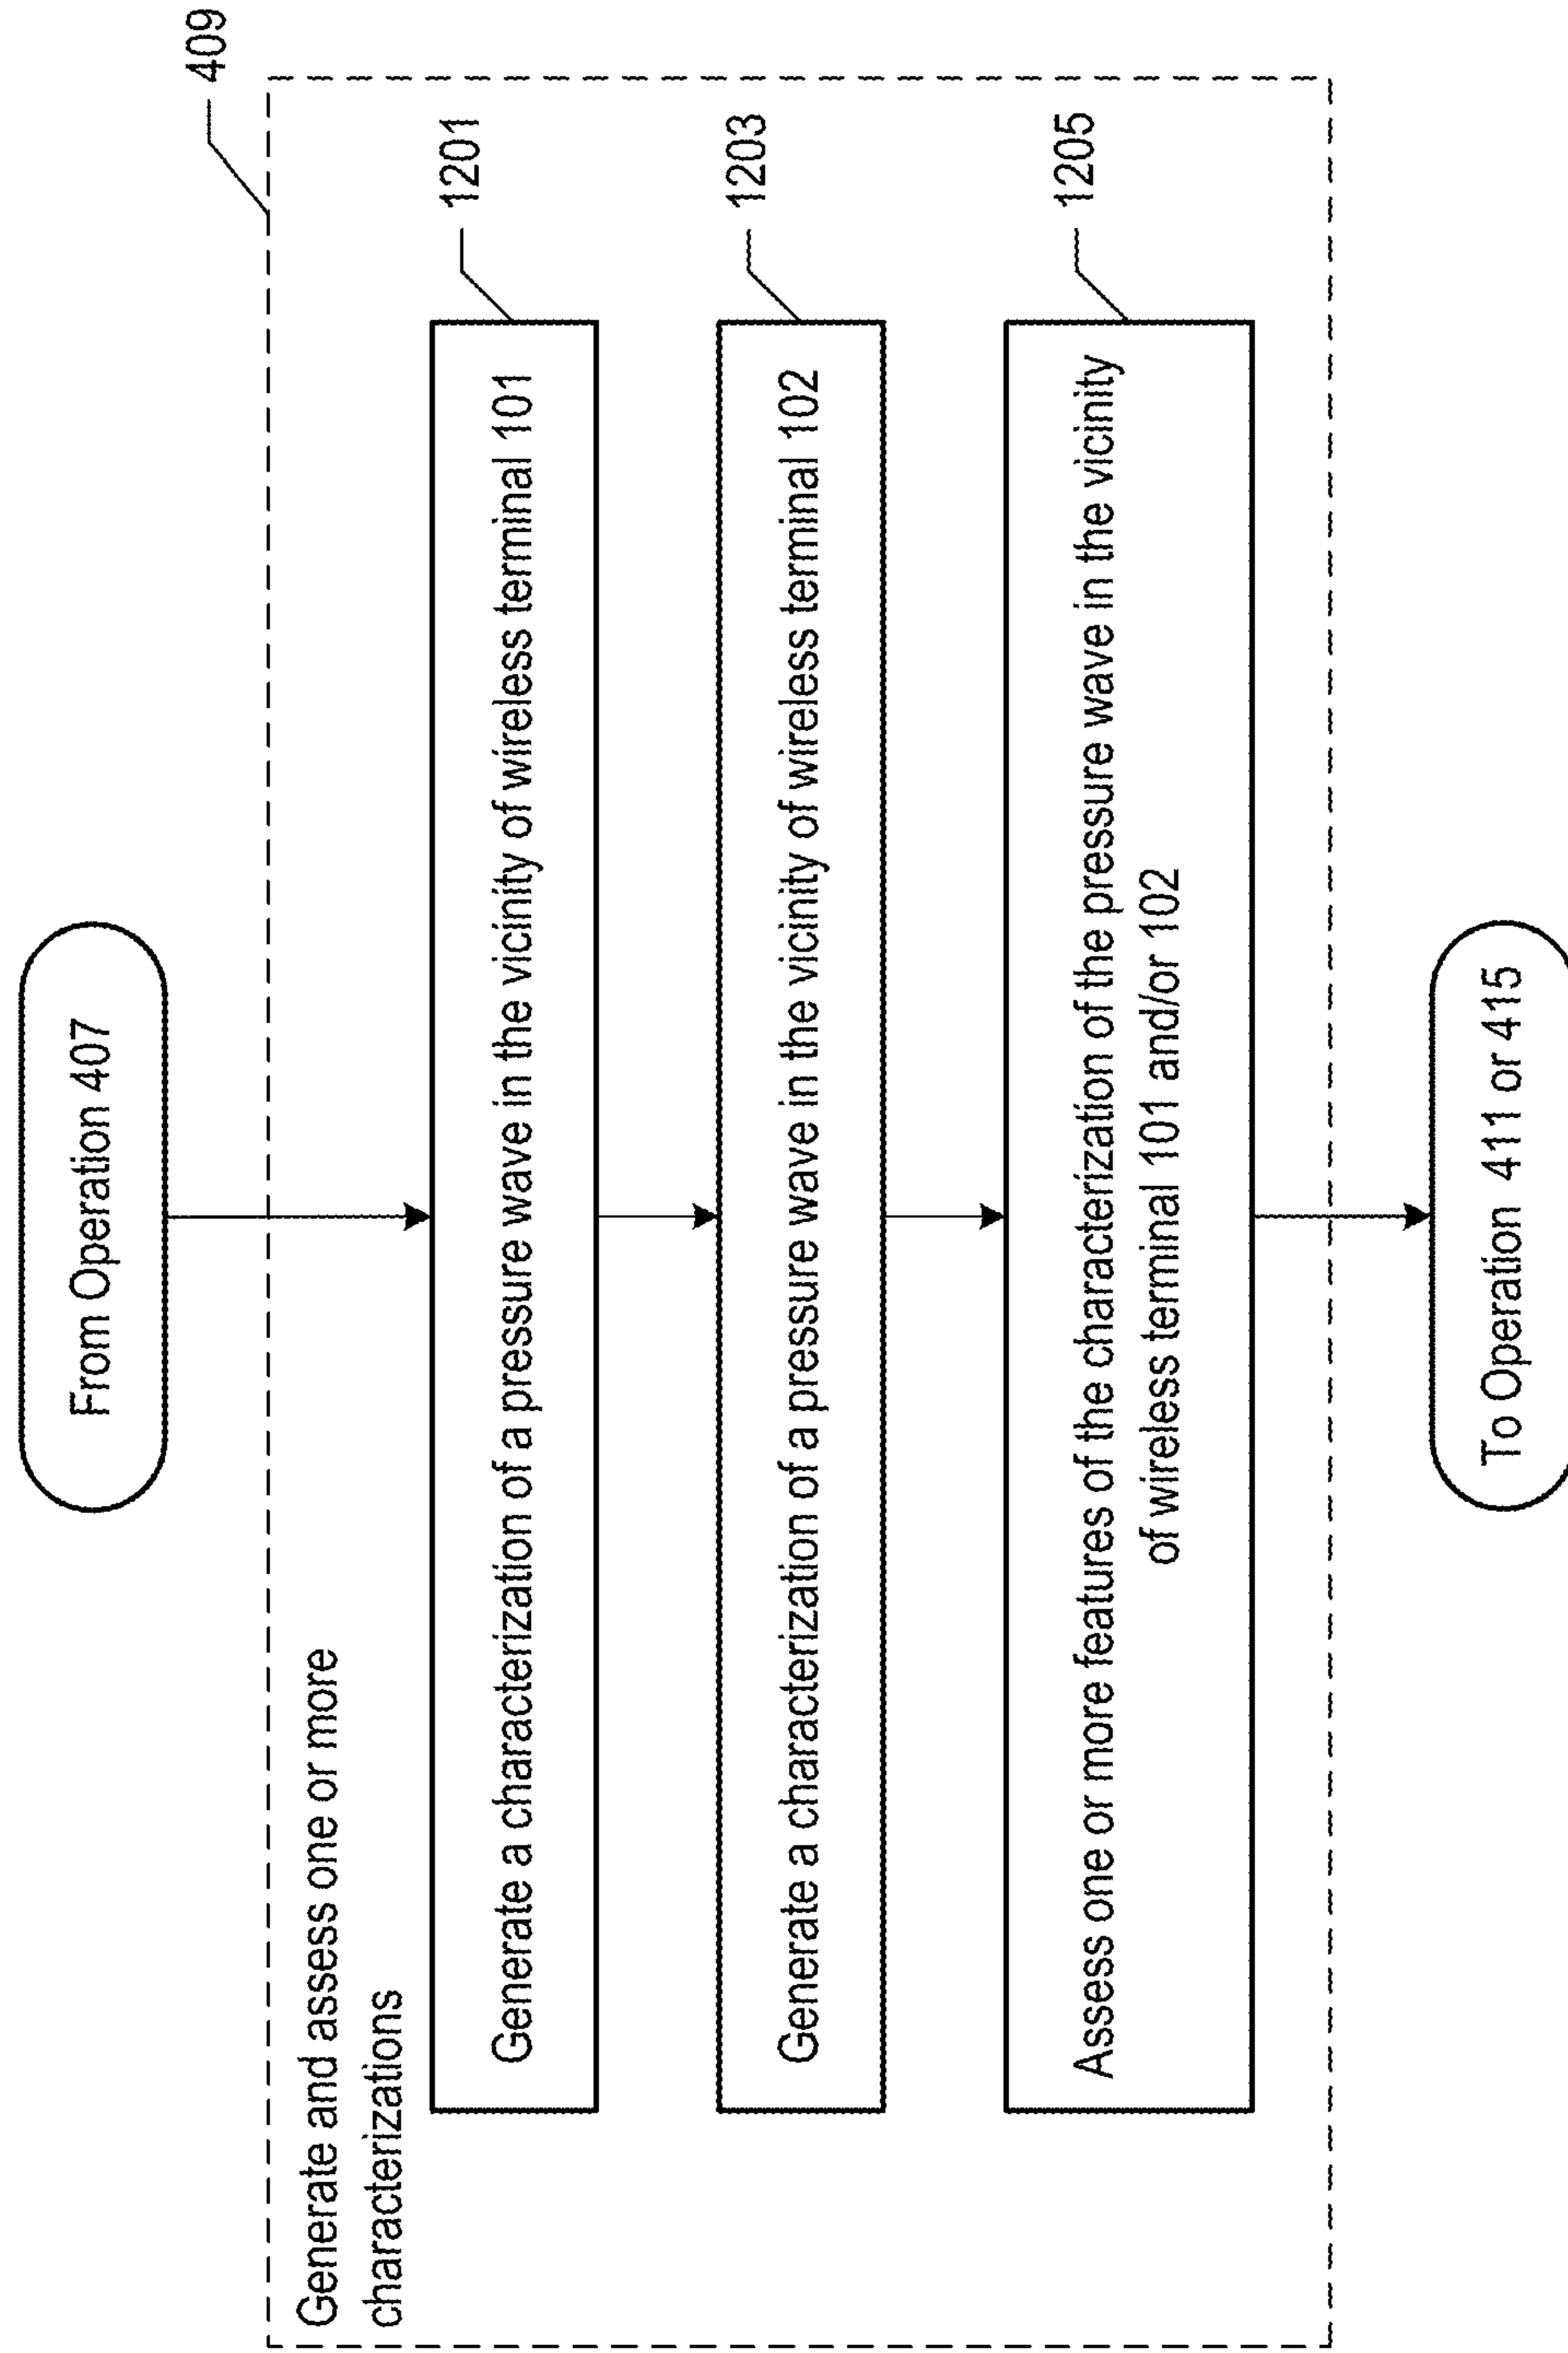 From Operation 407
409
Generate and assess one or more
characterizations
1201
Generate a characterization of a pressure wave in the vicinity of wireless terminal 101
1203
Generate a characterization of a pressure wave in the vicinity of wireless terminal 102
1205
Assess one or more features of the characterization of the pressure wave in the vicinity
of wireless terminal 101 and/or 102
To Operation 411 or 415